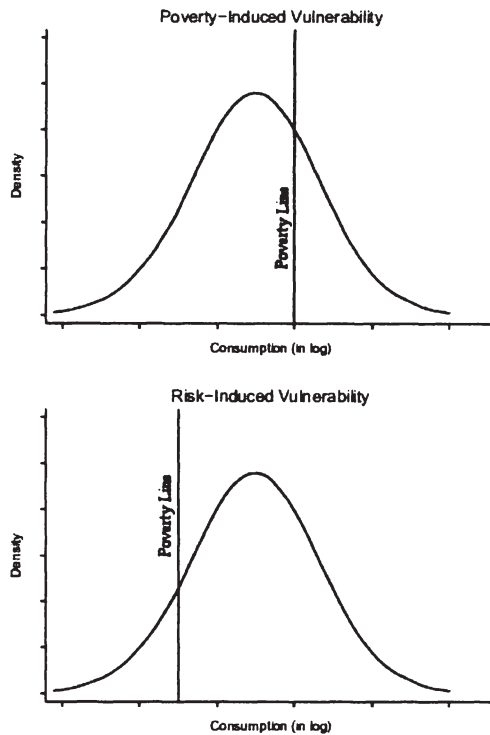 Poverty-Induced Vulnerability
Density
Poverty Line
Consumption (in log)
Risk-Induced Vulnerability
Density
Poverty Line
Consumption (in log)